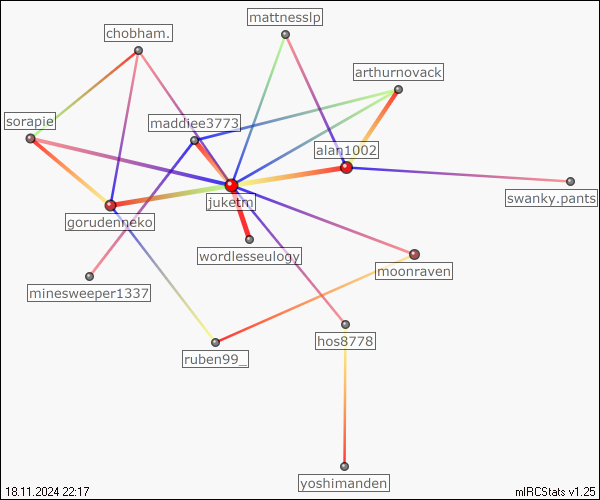 mattnesslp
chobham.
arthurnovack
sorapie
maddiee3773
alan1002
swanky.pants
juketm
gorudenneko
wordlesseulogy
moonraven
minesweeper1337
hos8778
ruben99_
yoshimanden
18.11.2024 22:17
mIRCStats v1.25